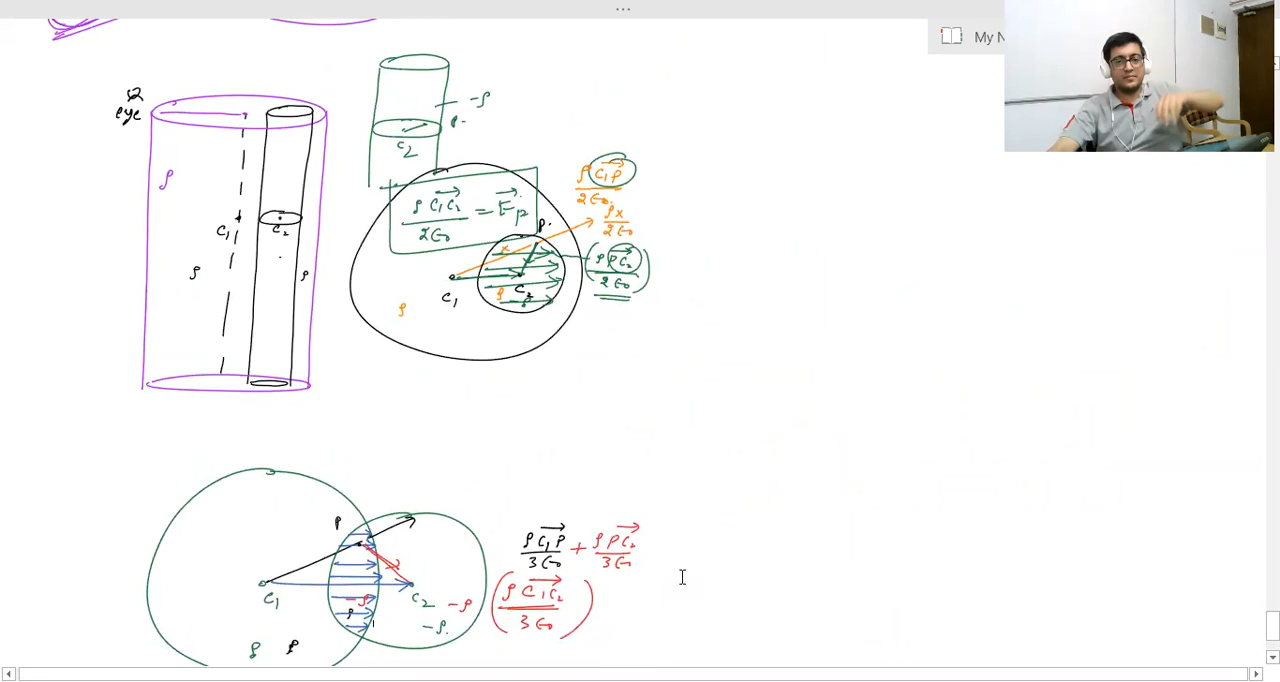 My N
-ρ
ρ.
C₂
eye
ρ
C₁
C₂
ρ
ρ
ρ C₁C₂ / 2ε₀ = E_p
ρ C₁P / 2ε₀
ρx / 2ε₀
P.
x
(ρ PC₂ / 2ε₀)
C₁
ρ
C₂
ρ
ρ
P
C₁
-ρ
ρ
C₂
-ρ
-ρ.
ρ
ρ
ρ C₁P / 3ε₀ + ρ PC₂ / 3ε₀
(ρ C₁C₂ / 3ε₀)